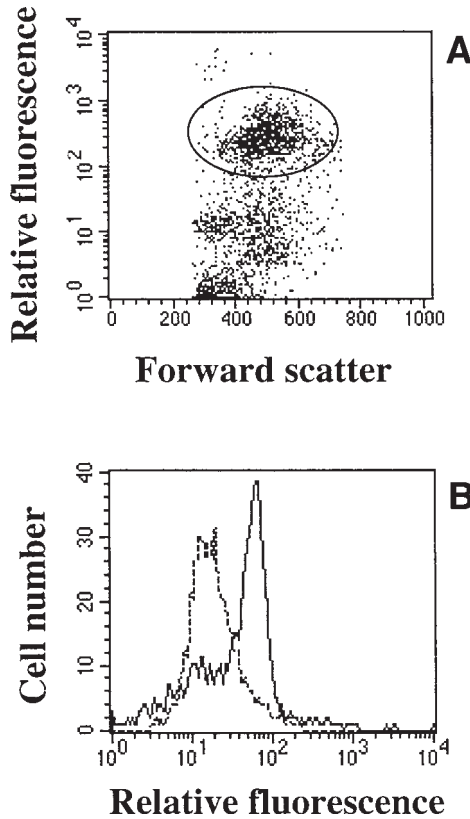 A
Relative fluorescence
10^4
10^3
10^2
10^1
10^0
0 200 400 600 800 1000
Forward scatter
B
Cell number
40
30
20
10
0
10^0 10^1 10^2 10^3 10^4
Relative fluorescence